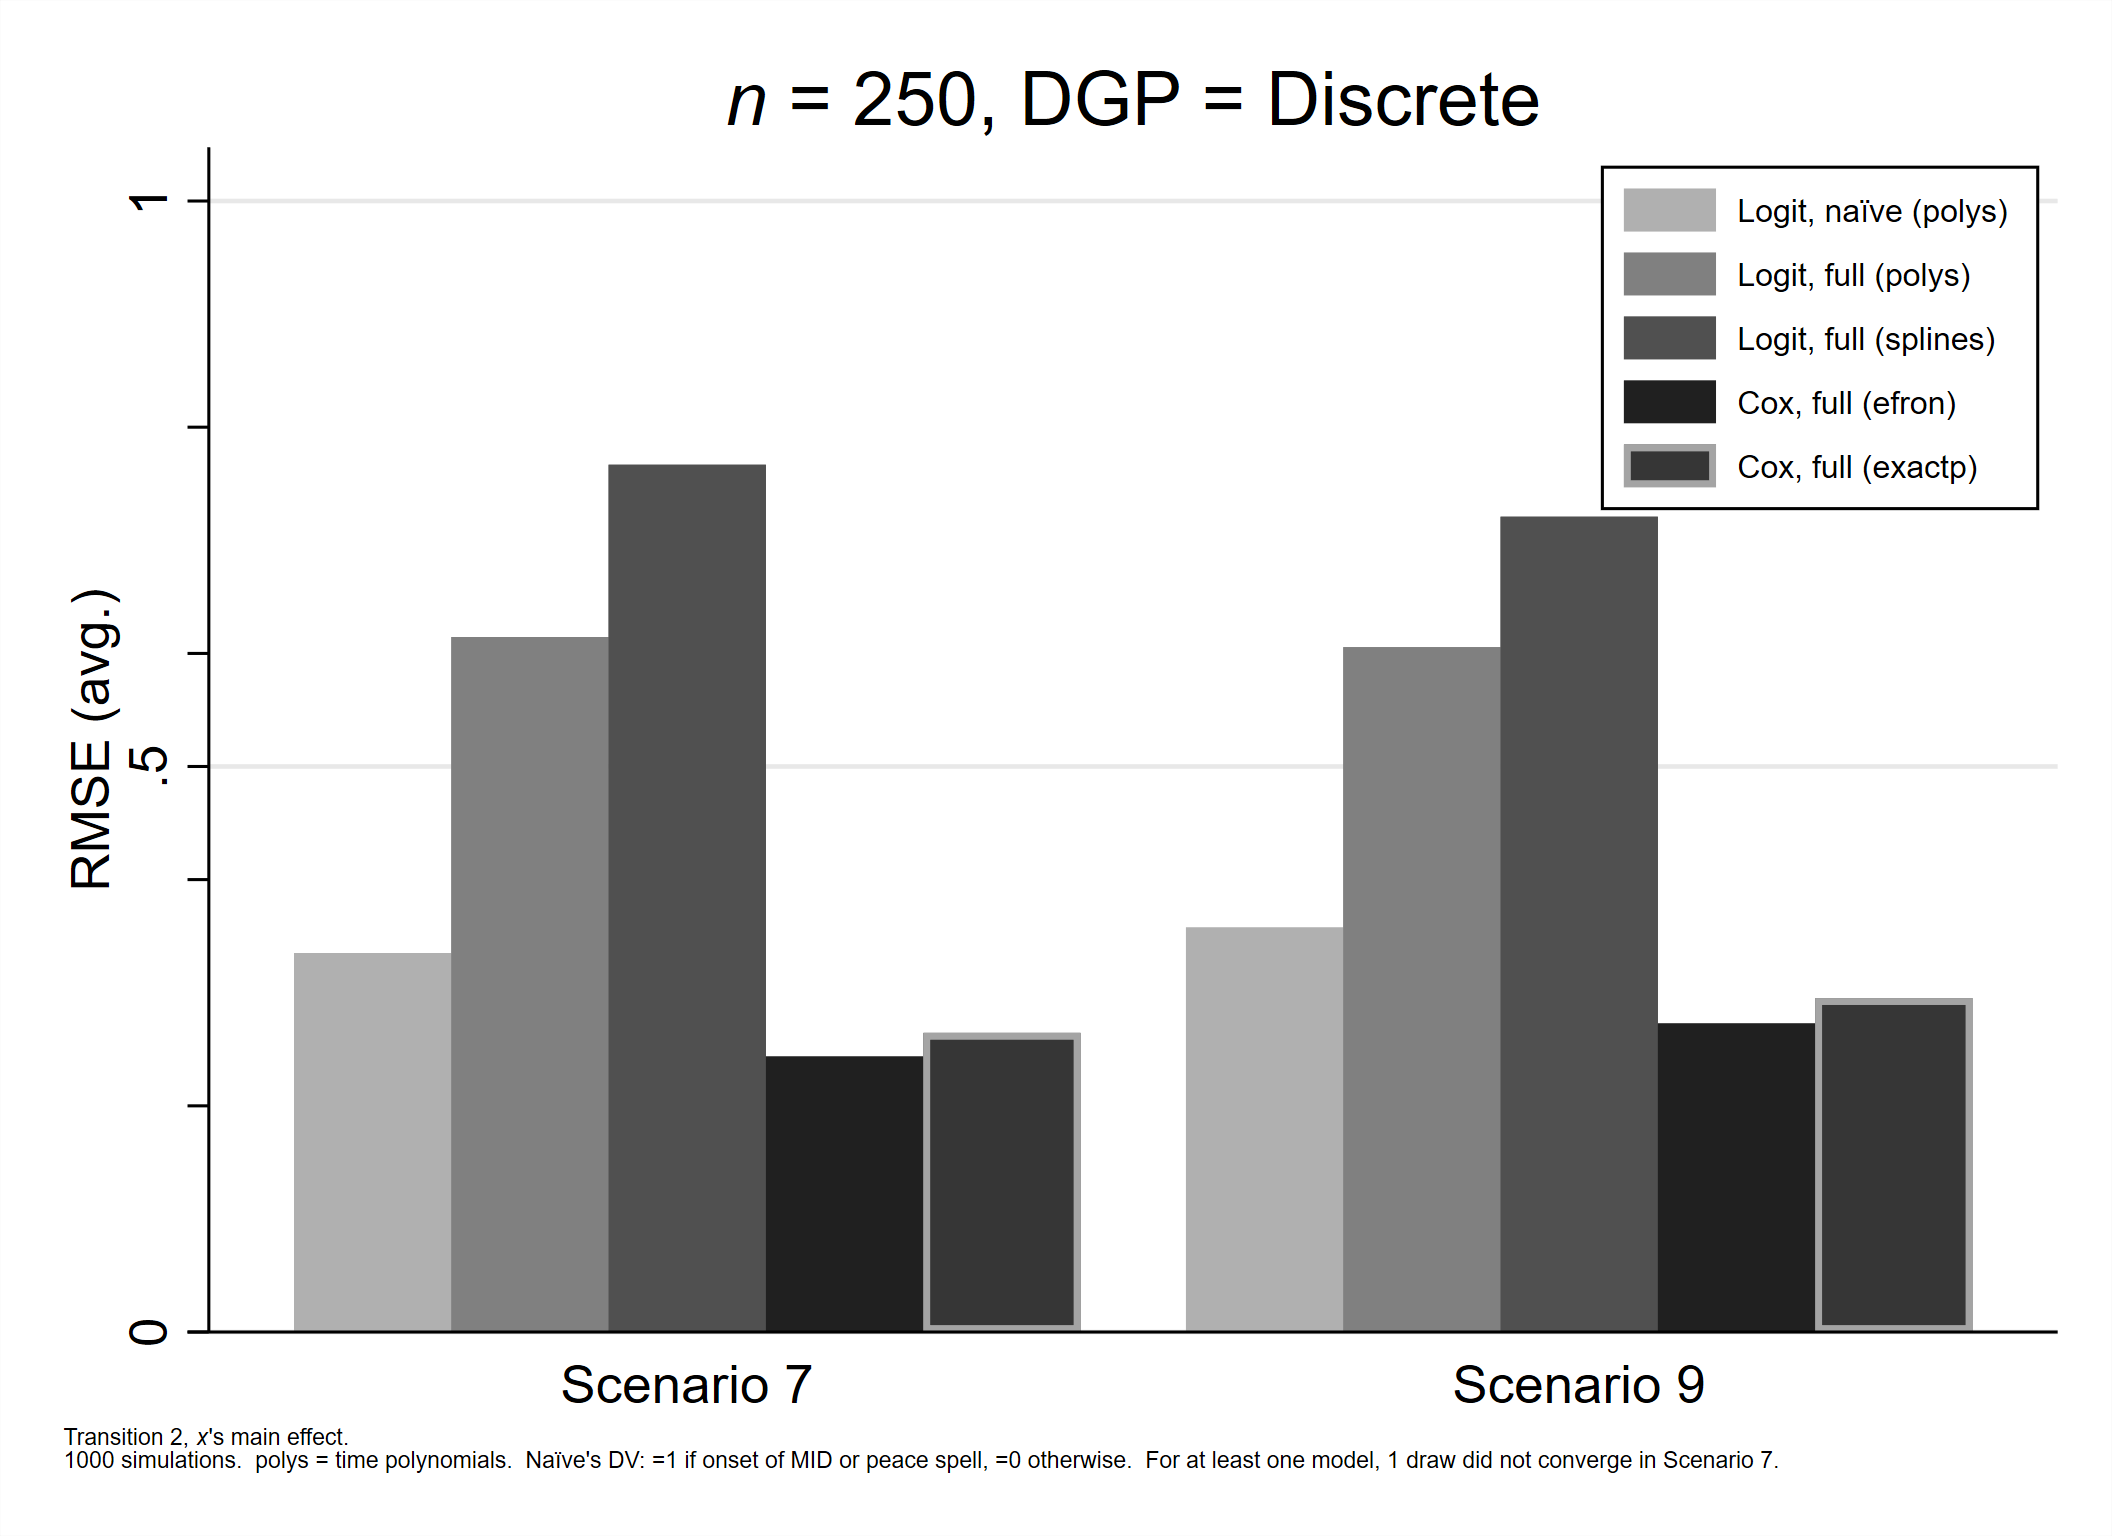 n = 250, DGP = Discrete
Logit, naïve (polys)
Logit, full (polys)
Logit, full (splines)
Cox, full (efron)
Cox, full (exactp)
RMSE (avg.)
1
.5
0
Scenario 7
Scenario 9
Transition 2, x's main effect.
1000 simulations.  polys = time polynomials.  Naïve's DV: =1 if onset of MID or peace spell, =0 otherwise.  For at least one model, 1 draw did not converge in Scenario 7.